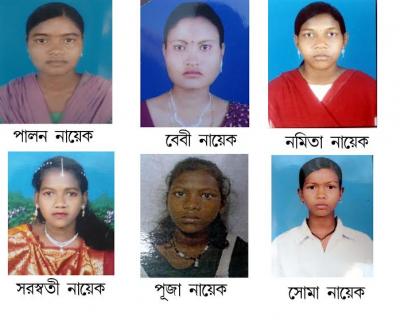 পালন নায়েক
বেবী নায়েক
নমিতা নায়েক
সরস্বতী নায়েক
পূজা নায়েক
সোমা নায়েক